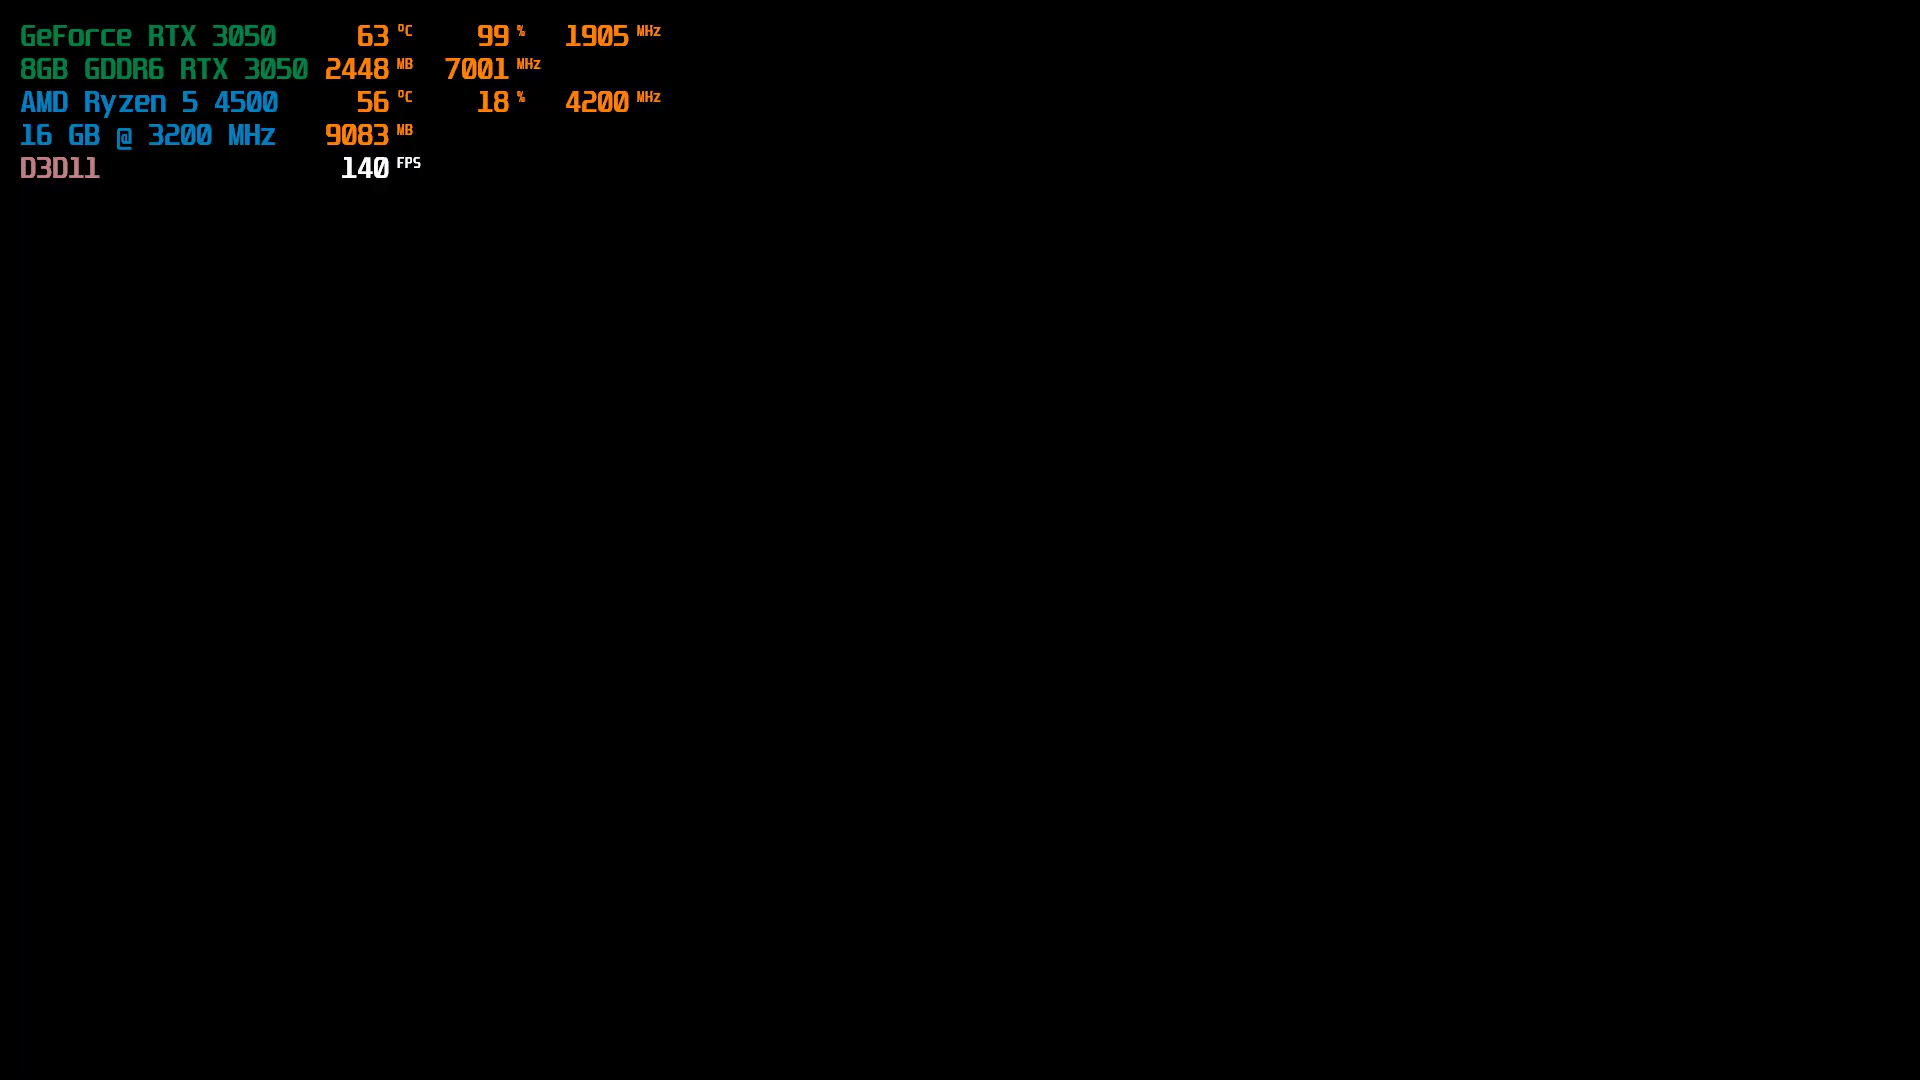 GeForce RTX 3050 63 °C 99 % 1905 MHz
8GB GDDR6 RTX 3050 2448 MB 7001 MHz
AMD Ryzen 5 4500 56 °C 18 % 4200 MHz
16 GB @ 3200 MHz 9083 MB
D3D11 140 FPS